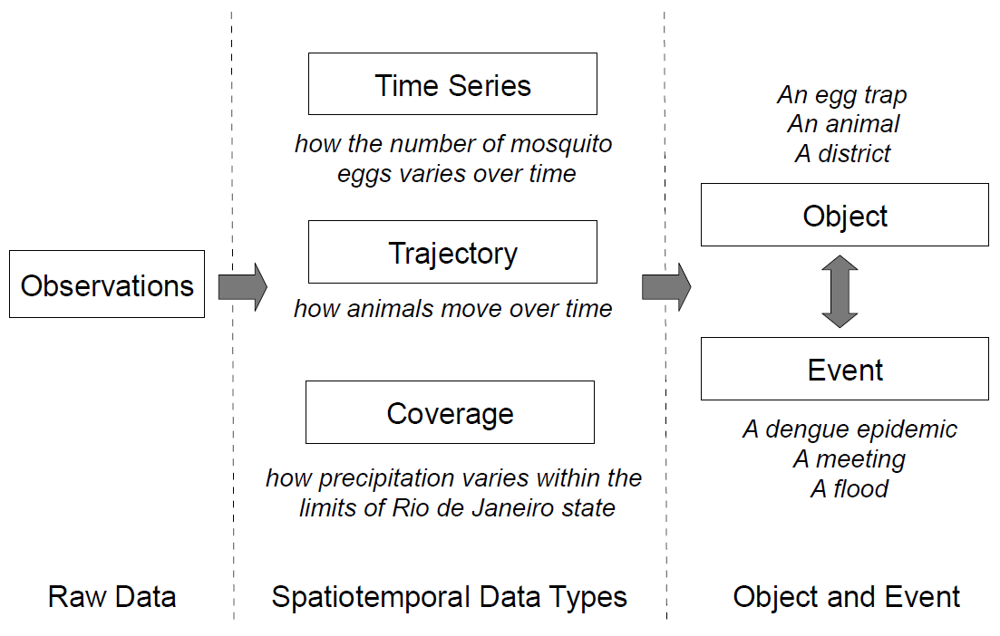 Observations
Raw Data
Time Series
how the number of mosquito
eggs varies over time
Trajectory
how animals move over time
Coverage
how precipitation varies within the
limits of Rio de Janeiro state
Spatiotemporal Data Types
An egg trap
An animal
A district
Object
Event
A dengue epidemic
A meeting
A flood
Object and Event